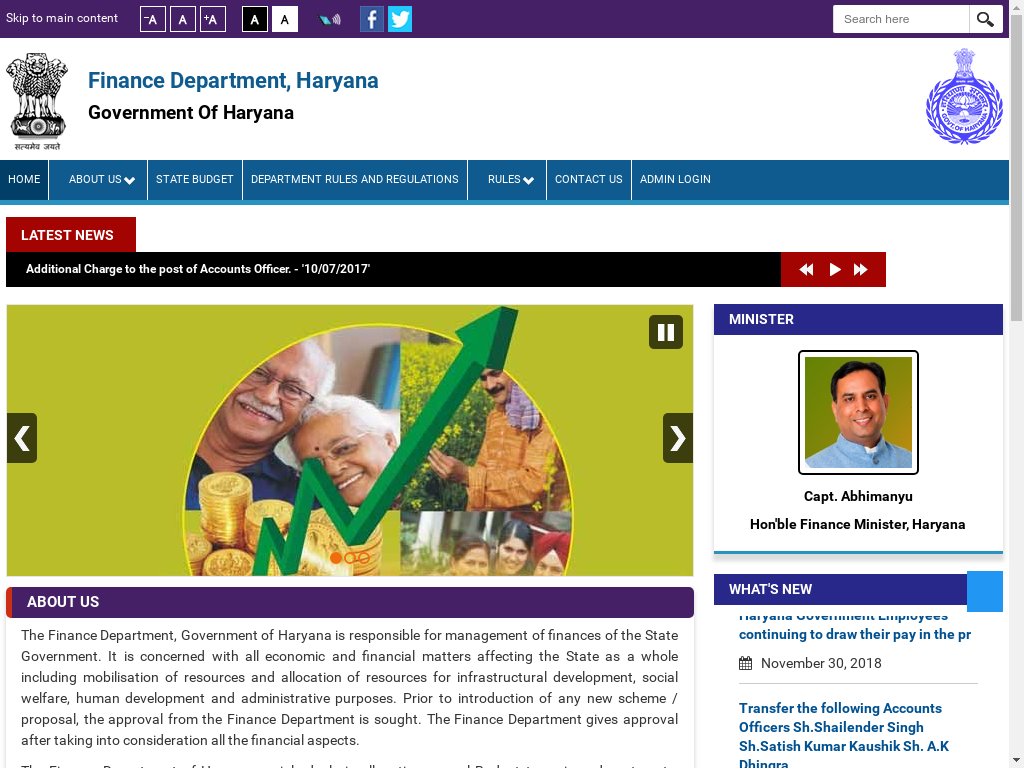 Skip to main content
-A A +A A A
Search here
Finance Department, Haryana
Government Of Haryana
सत्यमेव जयते
GOVT. OF HARYANA
HOME ABOUT US STATE BUDGET DEPARTMENT RULES AND REGULATIONS RULES CONTACT US ADMIN LOGIN
LATEST NEWS
Additional Charge to the post of Accounts Officer. - '10/07/2017'
MINISTER
Capt. Abhimanyu
Hon'ble Finance Minister, Haryana
ABOUT US
The Finance Department, Government of Haryana is responsible for management of finances of the State
Government. It is concerned with all economic and financial matters affecting the State as a whole
including mobilisation of resources and allocation of resources for infrastructural development, social
welfare, human development and administrative purposes. Prior to introduction of any new scheme /
proposal, the approval from the Finance Department is sought. The Finance Department gives approval
after taking into consideration all the financial aspects.
WHAT'S NEW
Haryana Government Employees
continuing to draw their pay in the pr
November 30, 2018
Transfer the following Accounts
Officers Sh.Shailender Singh
Sh.Satish Kumar Kaushik Sh. A.K
Dhingra